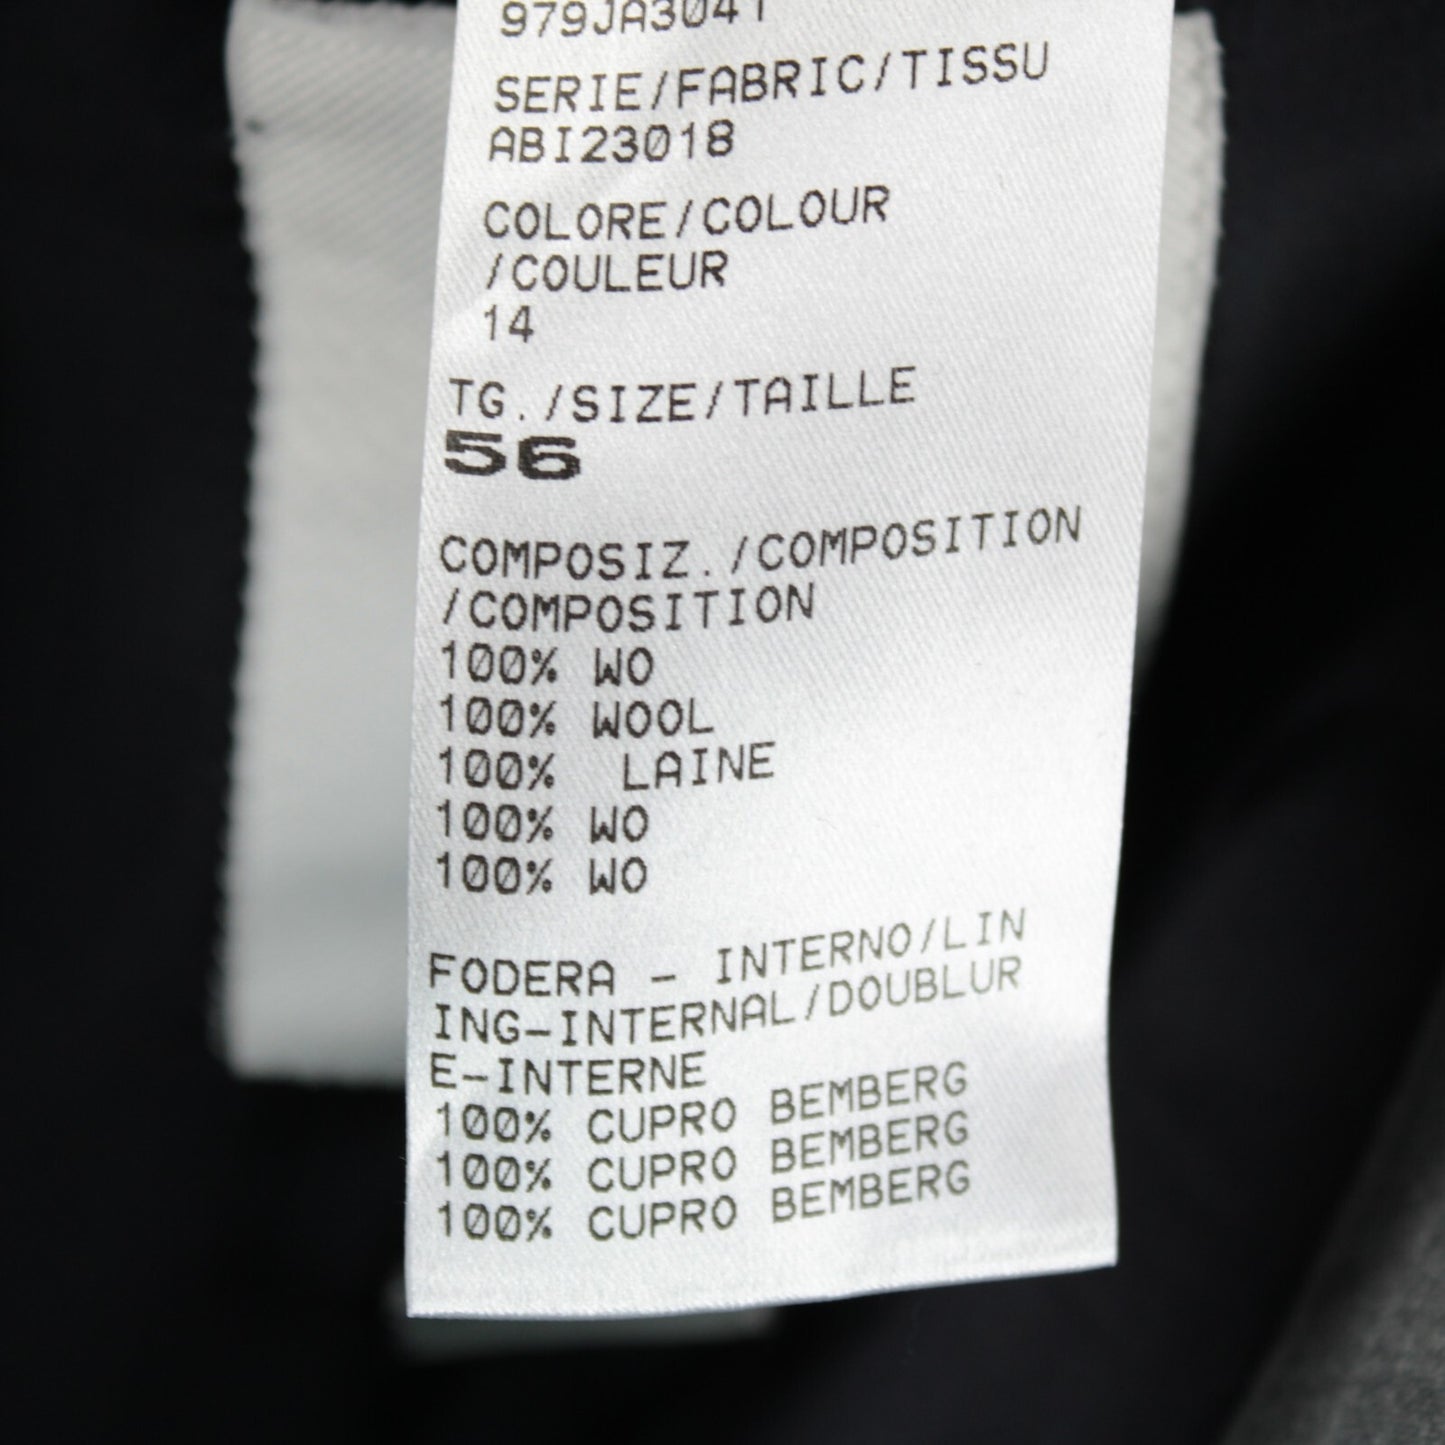 979JA3041
SERIE/FABRIC/TISSU
ABI23018
COLORE/COLOUR
/COULEUR
14
TG./SIZE/TAILLE
56
COMPOSIZ./COMPOSITION
/COMPOSITION
100% WO
100% WOOL
100% LAINE
100% WO
100% WO
FODERA - INTERNO/LIN
ING-INTERNAL/DOUBLUR
E-INTERNE
100% CUPRO BEMBERG
100% CUPRO BEMBERG
100% CUPRO BEMBERG